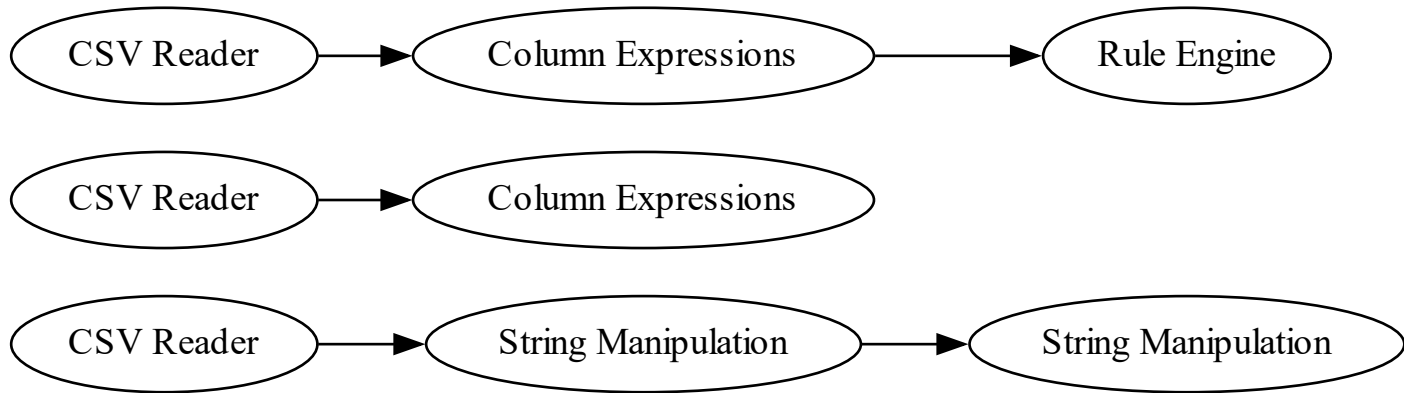 CSV Reader Column Expressions Rule Engine
CSV Reader Column Expressions
CSV Reader String Manipulation String Manipulation